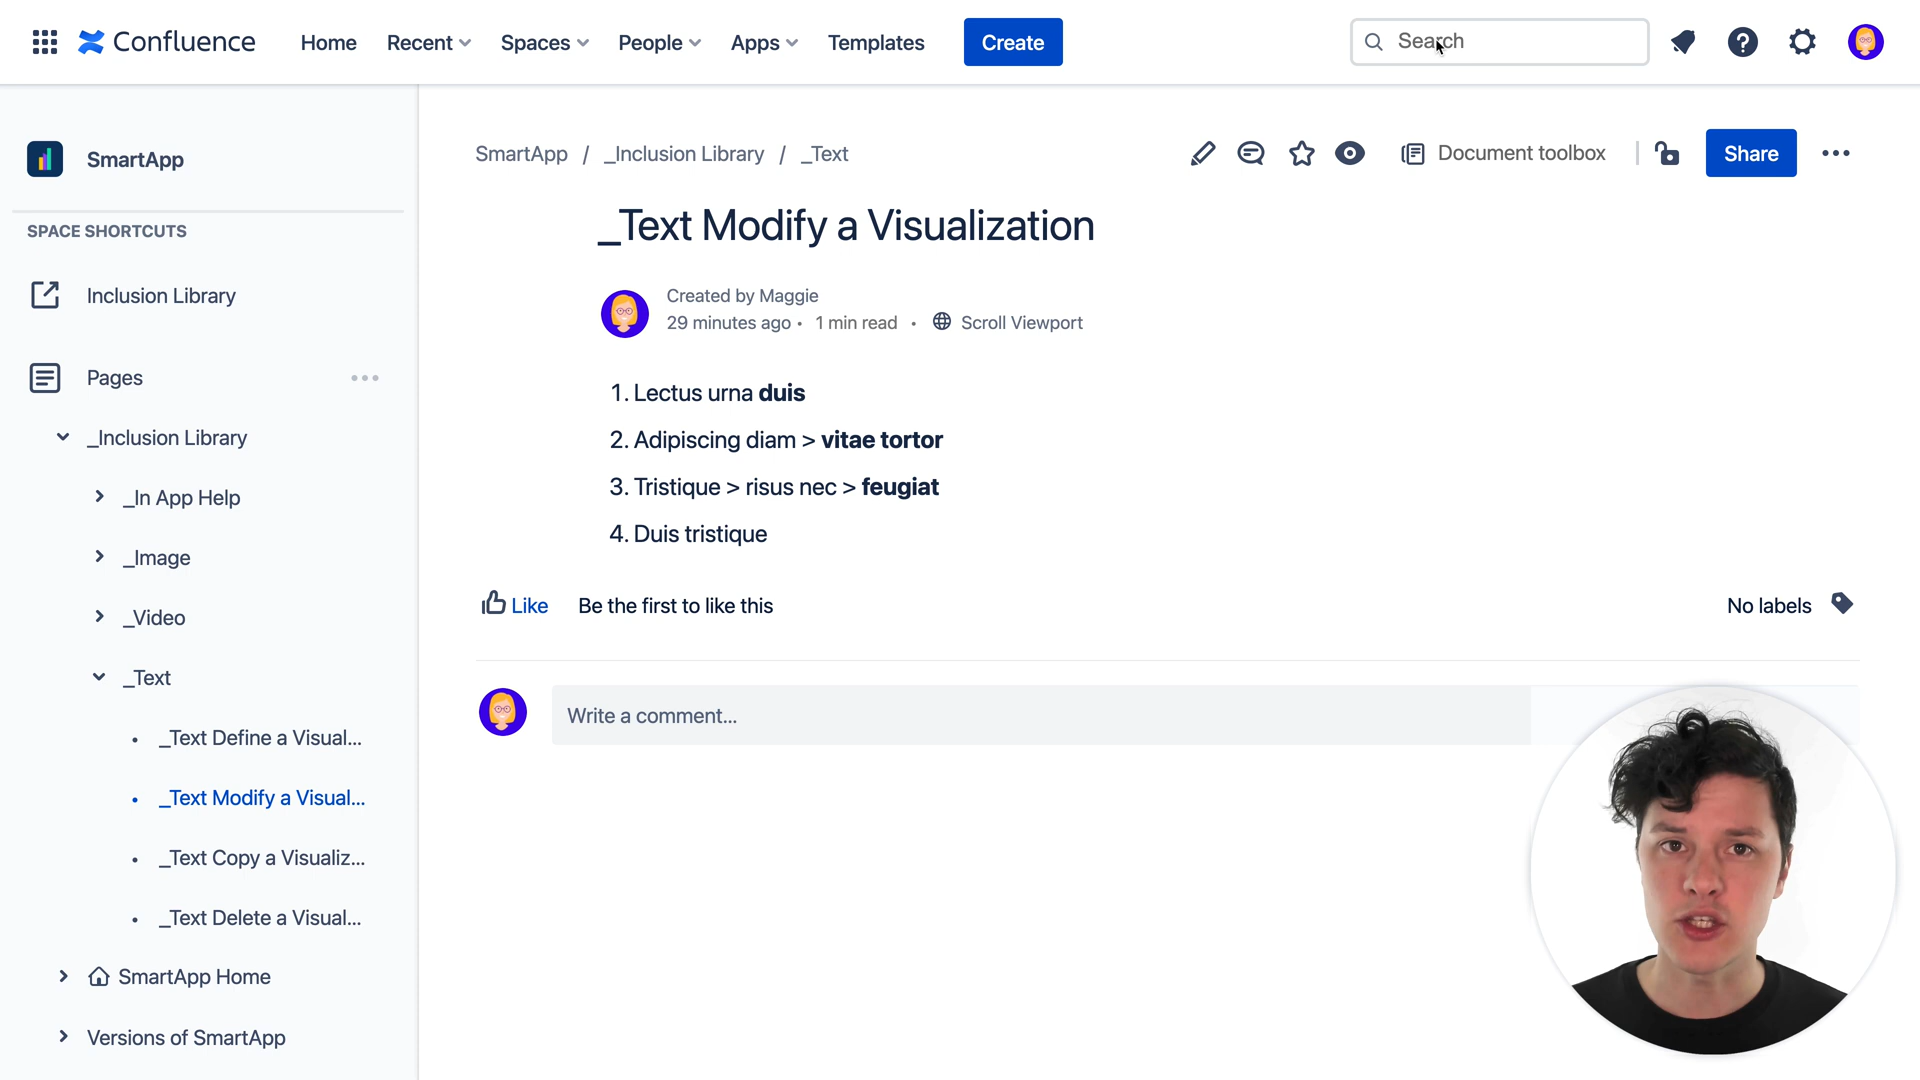 Confluence
Home Recent Spaces People Apps Templates Create
Search
SmartApp
SPACE SHORTCUTS
Inclusion Library
Pages
_Inclusion Library
_In App Help
_Image
_Video
_Text
_Text Define a Visual...
_Text Modify a Visual...
_Text Copy a Visualiz...
_Text Delete a Visual...
SmartApp Home
Versions of SmartApp
SmartApp / _Inclusion Library / _Text
Document toolbox
Share
_Text Modify a Visualization
Created by Maggie
29 minutes ago • 1 min read • Scroll Viewport
1. Lectus urna duis
2. Adipiscing diam > vitae tortor
3. Tristique > risus nec > feugiat
4. Duis tristique
Like Be the first to like this
No labels
Write a comment...